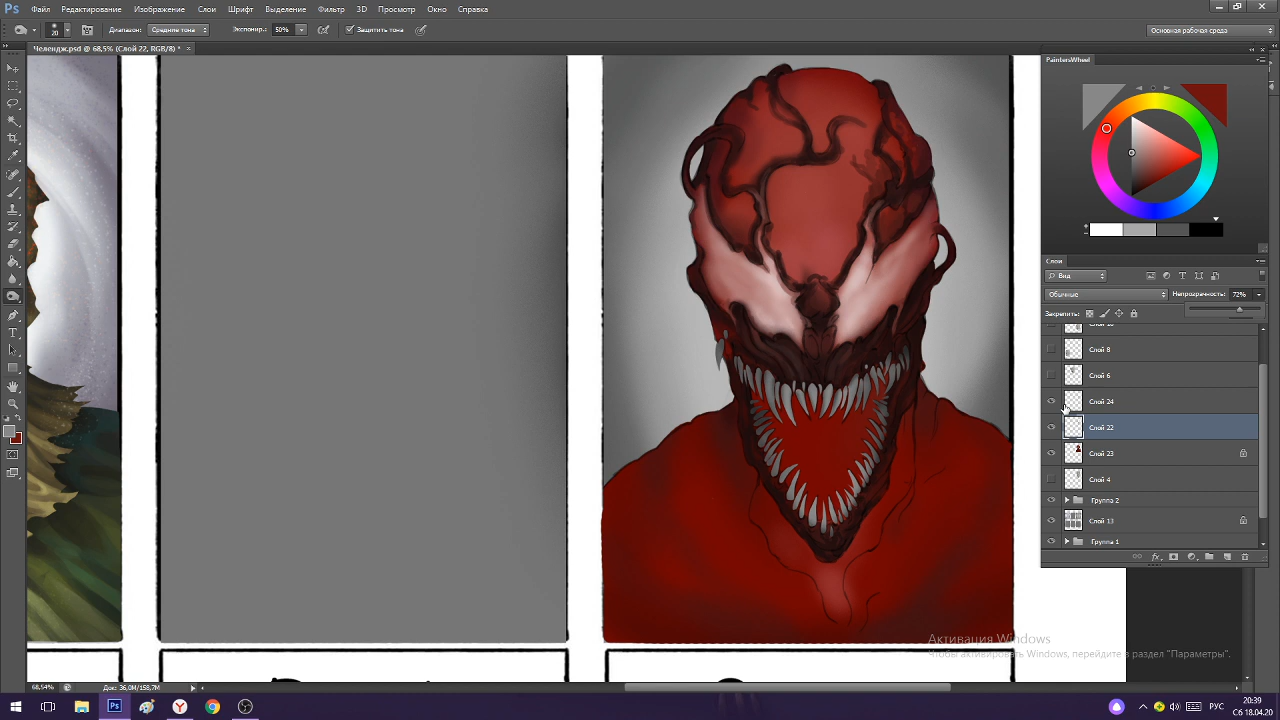 Ps Файл Редактирование Изображение Слои Шрифт Выделение Фильтр 3D Просмотр Окно Справка
20 Диапазон: Средние тона Экспонир.: 50% Защитить тона Основная рабочая среда
Челендж.psd @ 68,5% (Слой 22, RGB/8) *
PaintersWheel
Слои
Вид
Обычные Непрозрачность: 72%
Закрепить:
Слой 8
Слой 6
Слой 24
Слой 22
Слой 23
Слой 4
Группа 2
Слой 13
Группа 1
Активация Windows
Чтобы активировать Windows, перейдите в раздел "Параметры".
68,54% Док: 36,0M/158,7M
Ps РУС 20:39
Сб 18.04.20